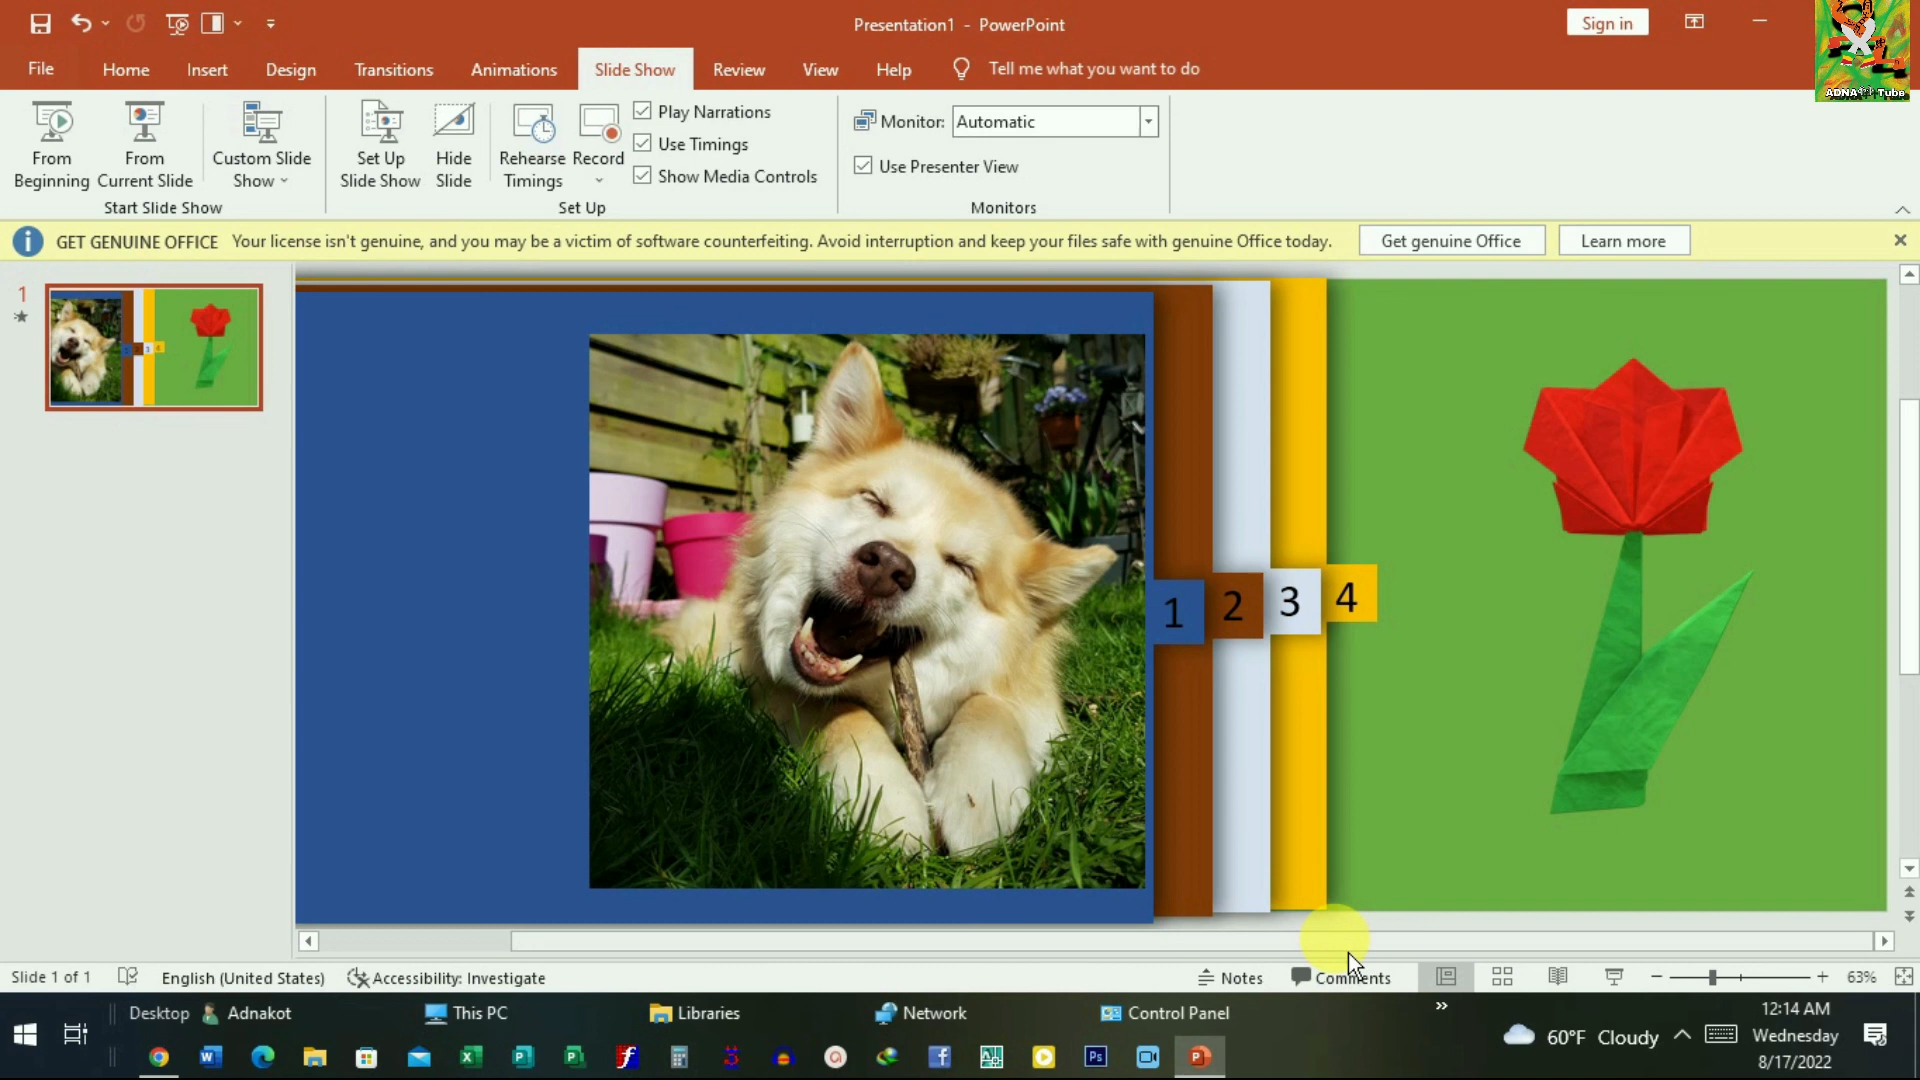 Presentation1 - PowerPoint
Sign in
File Home Insert Design Transitions Animations Slide Show Review View Help Tell me what you want to do
ADNA Tube
From Beginning
From Current Slide
Custom Slide Show
Set Up Slide Show
Hide Slide
Rehearse Timings
Record
Play Narrations
Use Timings
Show Media Controls
Monitor: Automatic
Use Presenter View
Start Slide Show
Set Up
Monitors
GET GENUINE OFFICE Your license isn't genuine, and you may be a victim of software counterfeiting. Avoid interruption and keep your files safe with genuine Office today. Get genuine Office Learn more
1
1 2 3 4
Slide 1 of 1 English (United States) Accessibility: Investigate Notes Comments 63%
Desktop Adnakot This PC Libraries Network Control Panel
60°F Cloudy
12:14 AM
Wednesday
8/17/2022